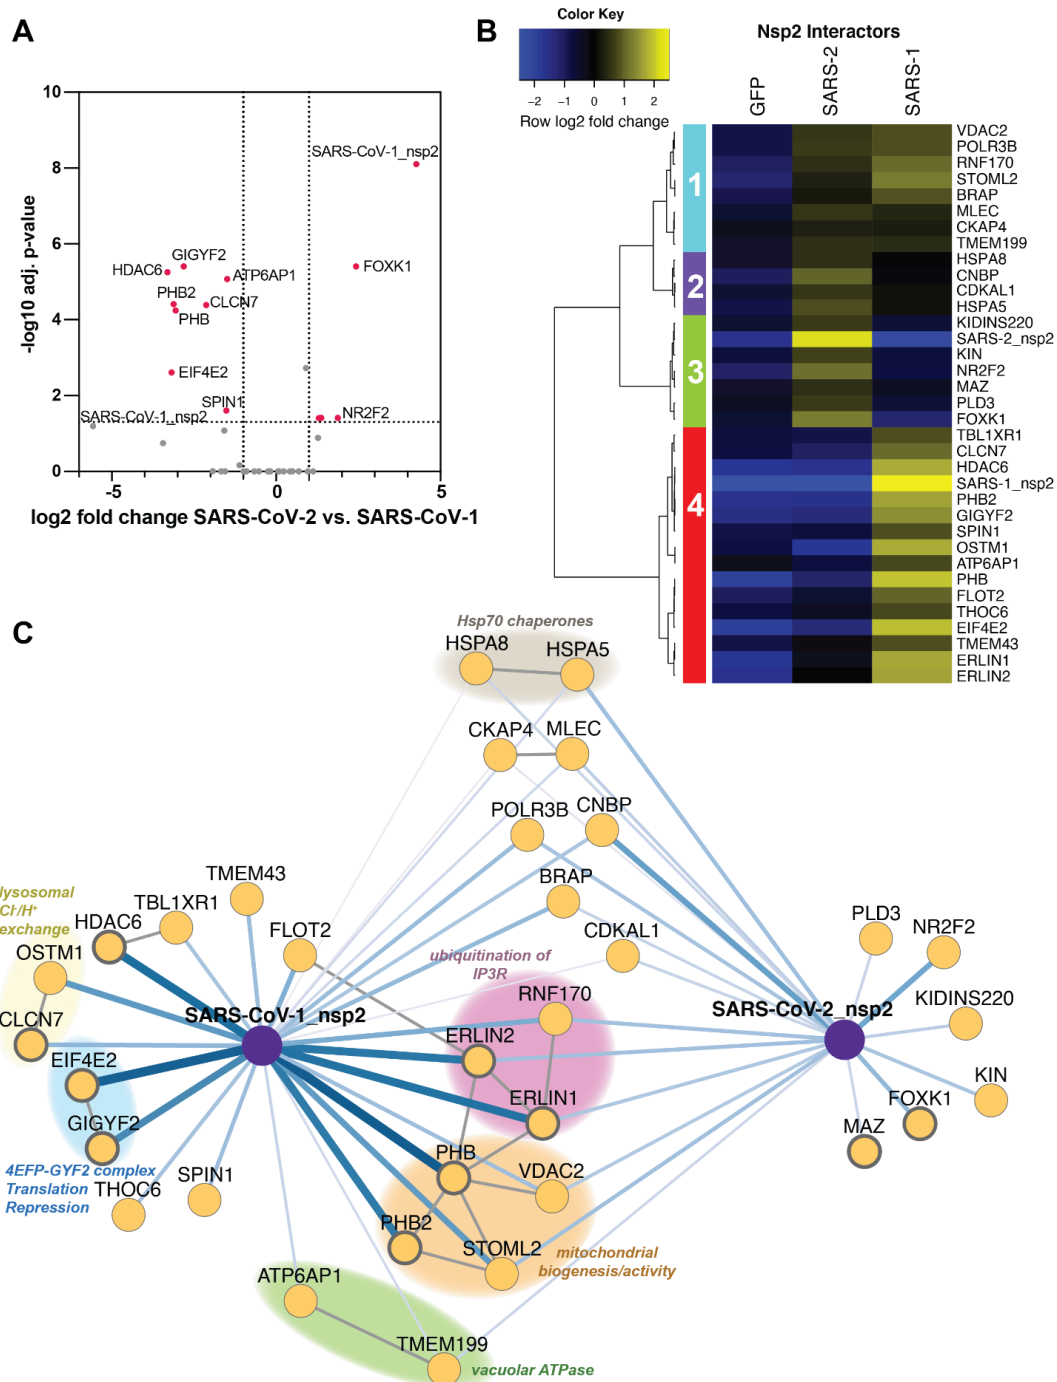 A
10
8
6
4
2
0
-5
0
5
-log10 adj. p-value
log2 fold change SARS-CoV-2 vs. SARS-CoV-1
SARS-CoV-1_nsp2
FOXK1
GIGYF2
HDAC6
ATP6AP1
PHB2
CLCN7
PHB
EIF4E2
SPIN1
SARS-CoV-1_nsp2
NR2F2
B
Color Key
-2 -1 0 1 2
Row log2 fold change
Nsp2 Interactors
GFP
SARS-2
SARS-1
1
2
3
4
VDAC2
POLR3B
RNF170
STOML2
BRAP
MLEC
CKAP4
TMEM199
HSPA8
CNBP
CDKAL1
HSPA5
KIDINS220
SARS-2_nsp2
KIN
NR2F2
MAZ
PLD3
FOXK1
TBL1XR1
CLCN7
HDAC6
SARS-1_nsp2
PHB2
GIGYF2
SPIN1
OSTM1
ATP6AP1
PHB
FLOT2
THOC6
EIF4E2
TMEM43
ERLIN1
ERLIN2
C
Hsp70 chaperones
HSPA8
HSPA5
CKAP4
MLEC
POLR3B
CNBP
BRAP
CDKAL1
TMEM43
TBL1XR1
FLOT2
lysosomal
Cl-/H+
exchange
HDAC6
OSTM1
CLCN7
SARS-CoV-1_nsp2
ubiquitination of
IP3R
RNF170
ERLIN2
ERLIN1
SARS-CoV-2_nsp2
PLD3
NR2F2
KIDINS220
KIN
FOXK1
MAZ
EIF4E2
GIGYF2
4EFP-GYF2 complex
Translation
Repression
THOC6
SPIN1
PHB
VDAC2
PHB2
STOML2
mitochondrial
biogenesis/activity
ATP6AP1
TMEM199
vacuolar ATPase